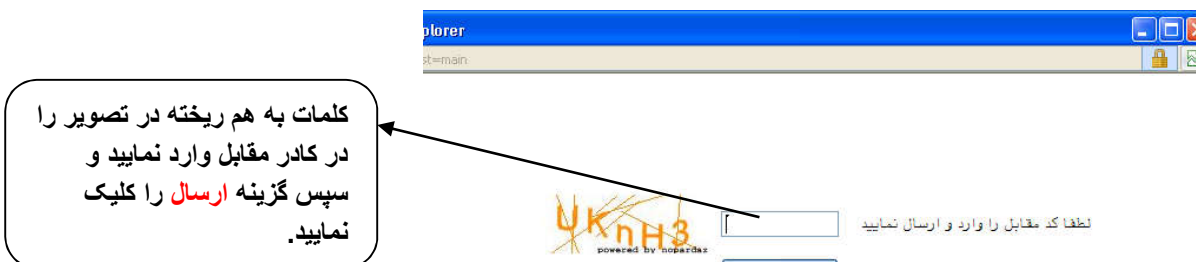 plorer
st=main
کلمات به هم ریخته در تصویر را
در کادر مقابل وارد نمایید و
سپس گزینه ارسال را کلیک
نمایید.
لطفا کد مقابل را وارد و ارسال نمایید
UKnH3
powered by nopardaz